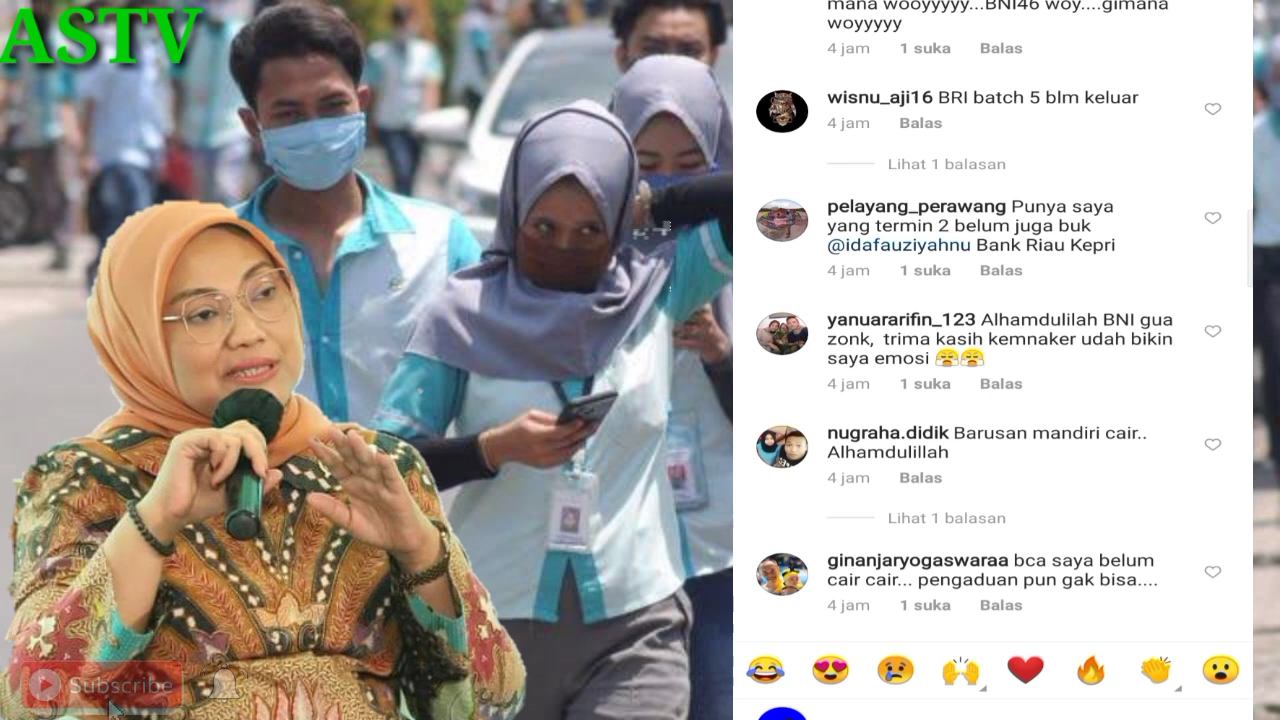 ASTV
mana wooyyyyy...BNI46 woy....gimana
woyyyyy
4 jam 1 suka Balas
wisnu_aji16 BRI batch 5 blm keluar
4 jam Balas
Lihat 1 balasan
pelayang_perawang Punya saya
yang termin 2 belum juga buk
@idafauziyahnu Bank Riau Kepri
4 jam 1 suka Balas
yanuararifin_123 Alhamdulilah BNI gua
zonk, trima kasih kemnaker udah bikin
saya emosi 😤😤
4 jam 1 suka Balas
nugraha.didik Barusan mandiri cair..
Alhamdulillah
4 jam Balas
Lihat 1 balasan
ginanjaryogaswaraa bca saya belum
cair cair... pengaduan pun gak bisa....
4 jam 1 suka Balas
Subscribe